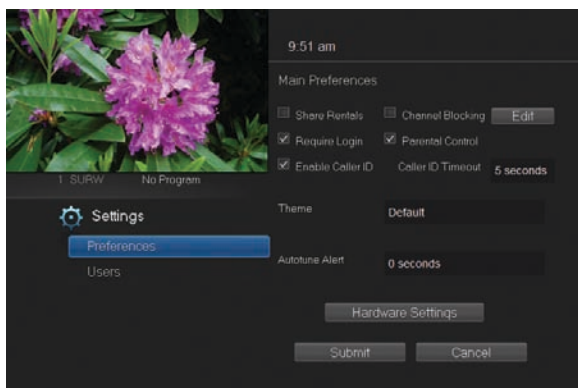 9:51 am
Main Preferences
Share Rentals Channel Blocking Edit
Require Login Parental Control
Enable Caller ID Caller ID Timeout 5 seconds
1 SURW No Program
Settings
Theme Default
Preferences
Autotune Alert 0 seconds
Users
Hardware Settings
Submit Cancel